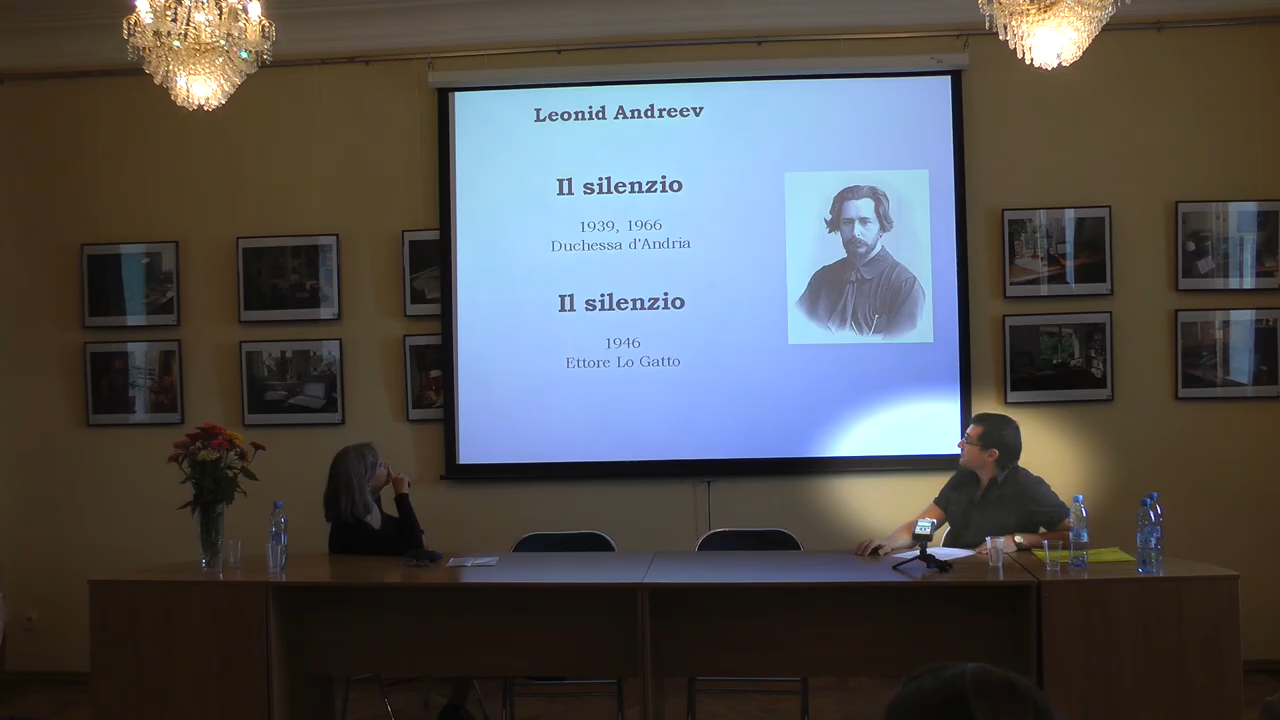 Leonid Andreev
Il silenzio
1939, 1966
Duchessa d'Andria
Il silenzio
1946
Ettore Lo Gatto